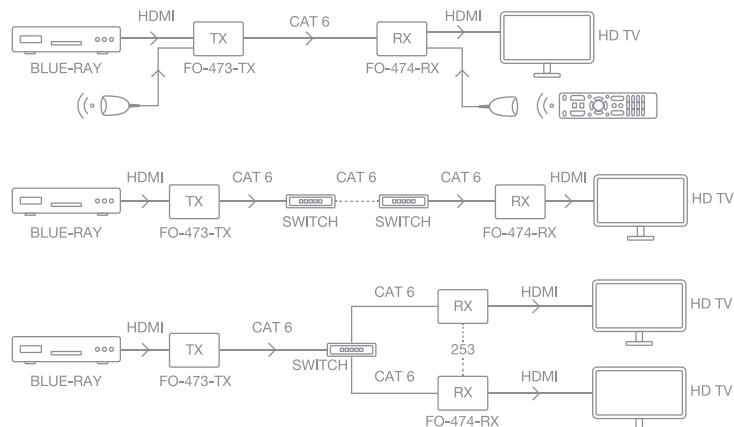 HDMI
CAT 6
HDMI
TX
RX
HD TV
BLUE-RAY
FO-473-TX
FO-474-RX
HDMI
CAT 6
CAT 6
CAT 6
HDMI
TX
RX
HD TV
SWITCH
SWITCH
BLUE-RAY
FO-473-TX
FO-474-RX
CAT 6
HDMI
RX
HD TV
HDMI
CAT 6
TX
253
SWITCH
BLUE-RAY
FO-473-TX
CAT 6
HDMI
RX
HD TV
FO-474-RX